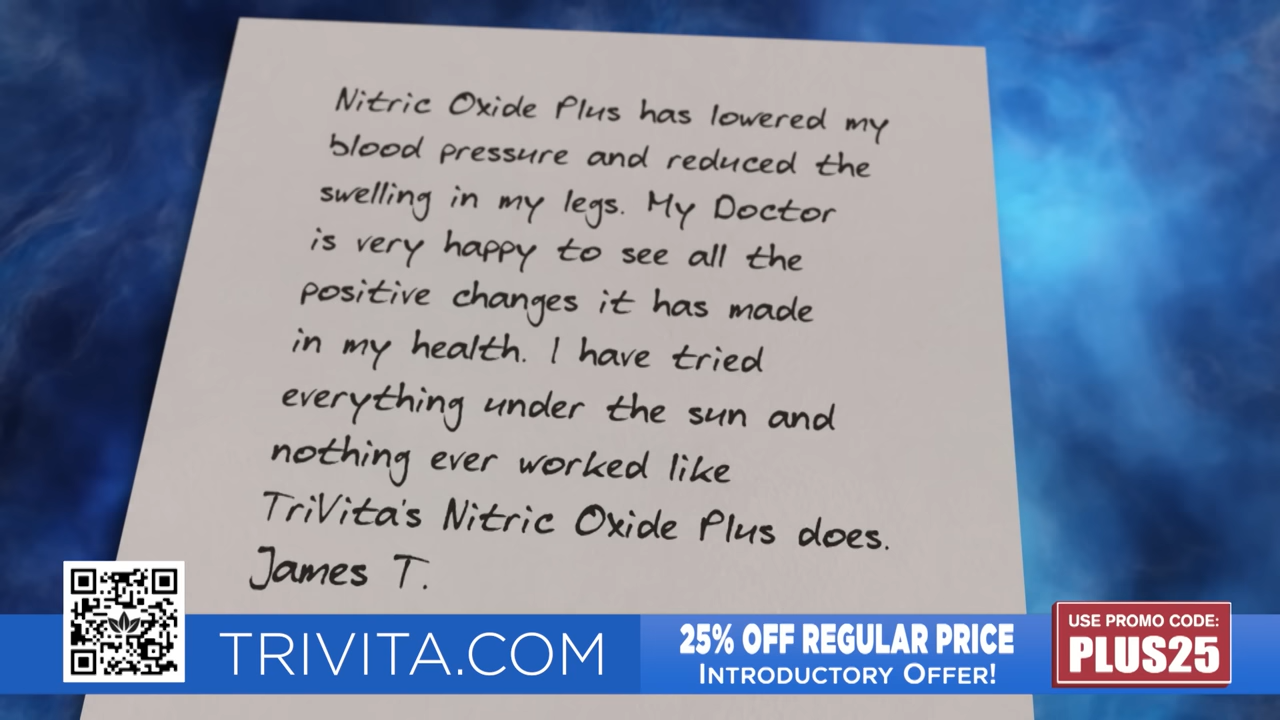 Nitric Oxide Plus has lowered my
blood pressure and reduced the
swelling in my legs. My Doctor
is very happy to see all the
positive changes it has made
in my health. I have tried
everything under the sun and
nothing ever worked like
TriVita's Nitric Oxide Plus does.
James T.
TRIVITA.COM
25% OFF REGULAR PRICE
INTRODUCTORY OFFER!
USE PROMO CODE:
PLUS25